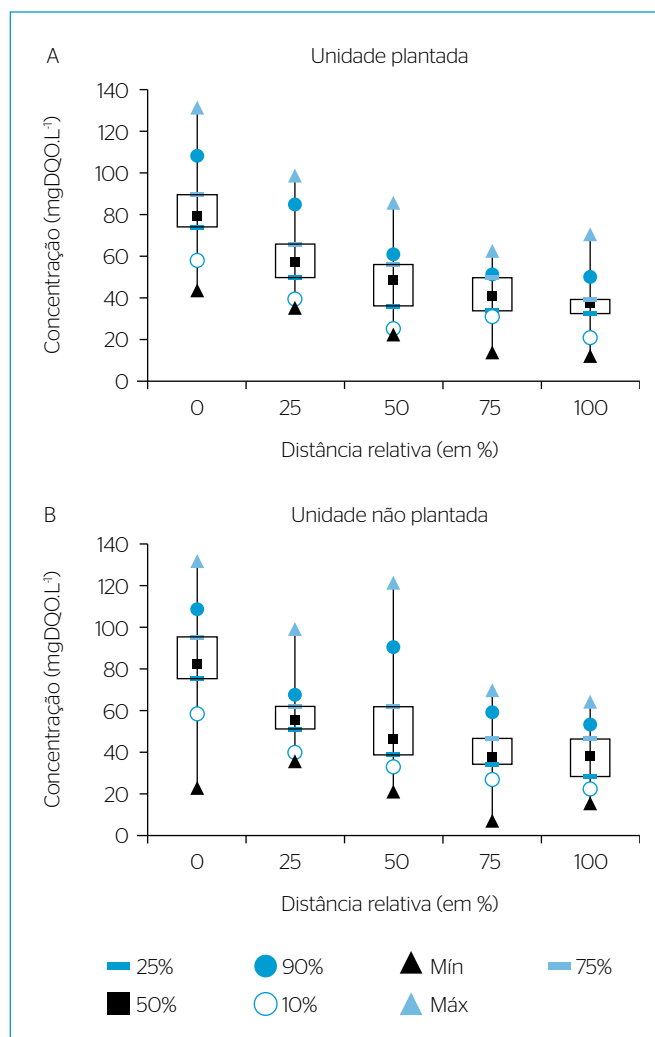 A Unidade plantada
Concentração (mgDQO.L⁻¹)
140
120
100
80
60
40
20
0
0 25 50 75 100
Distância relativa (em %)
B Unidade não plantada
Concentração (mgDQO.L⁻¹)
140
120
100
80
60
40
20
0
0 25 50 75 100
Distância relativa (em %)
25% 90% Mín 75%
50% 10% Máx